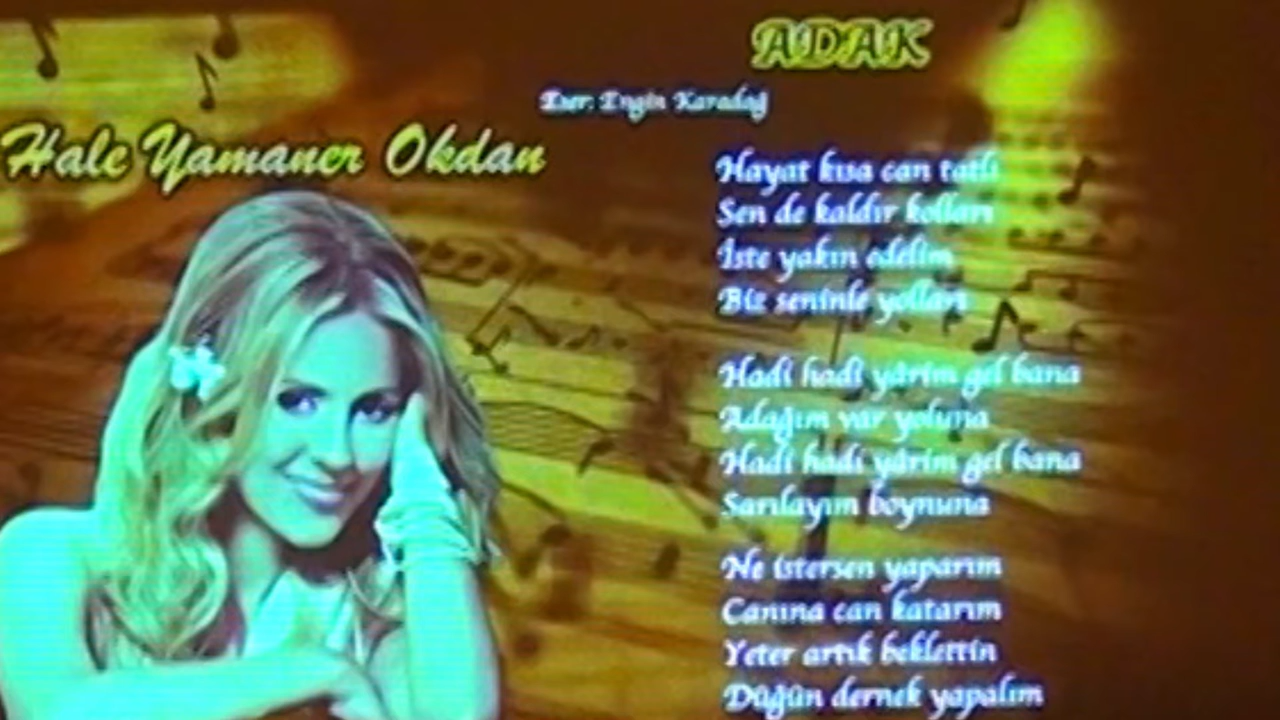 ADAK
Eser: Engin Karadağ
Hale Yamaner Okdan
Hayat kısa can tatlı
Sen de kaldır kolları
İste yakın edelim
Biz seninle yolları
Hadi hadi yârim gel bana
Adağım var yoluna
Hadi hadi yârim gel bana
Sarılayım boynuna
Ne istersen yaparım
Canına can katarım
Yeter artık beklettin
Düğün dernek yapalım